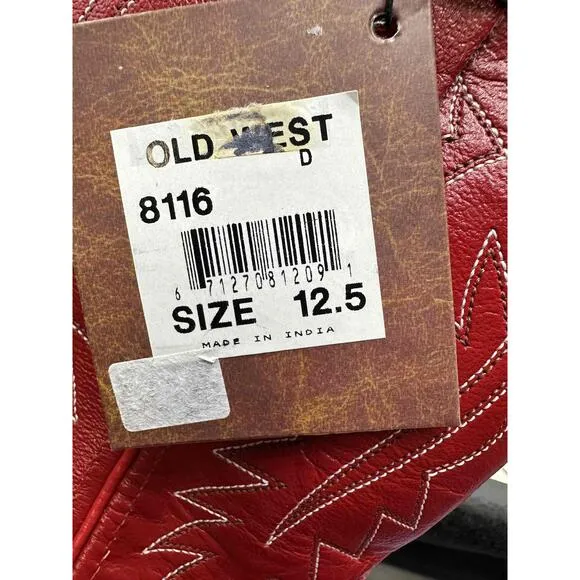 OLD WEST
D
8116
6 71270 81209 1
SIZE 12.5
MADE IN INDIA